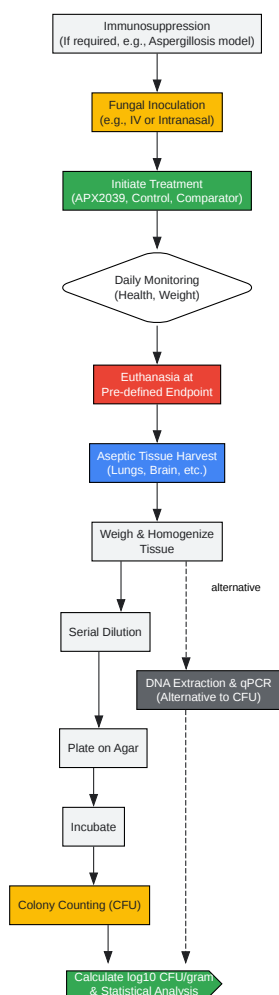 Immunosuppression
(If required, e.g., Aspergillosis model)
Fungal Inoculation
(e.g., IV or Intranasal)
Initiate Treatment
(APX2039, Control, Comparator)
Daily Monitoring
(Health, Weight)
Euthanasia at
Pre-defined Endpoint
Aseptic Tissue Harvest
(Lungs, Brain, etc.)
Weigh & Homogenize
Tissue
alternative
Serial Dilution
DNA Extraction & qPCR
(Alternative to CFU)
Plate on Agar
Incubate
Colony Counting (CFU)
Calculate log10 CFU/gram
& Statistical Analysis